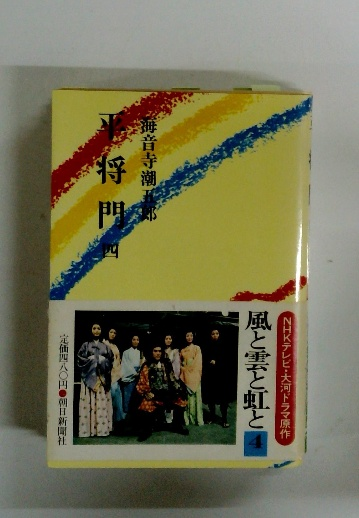 海音寺潮五郎
平将門 四
NHKテレビ・大河ドラマ原作
風と雲と虹と
4
定価四八〇円●朝日新聞社